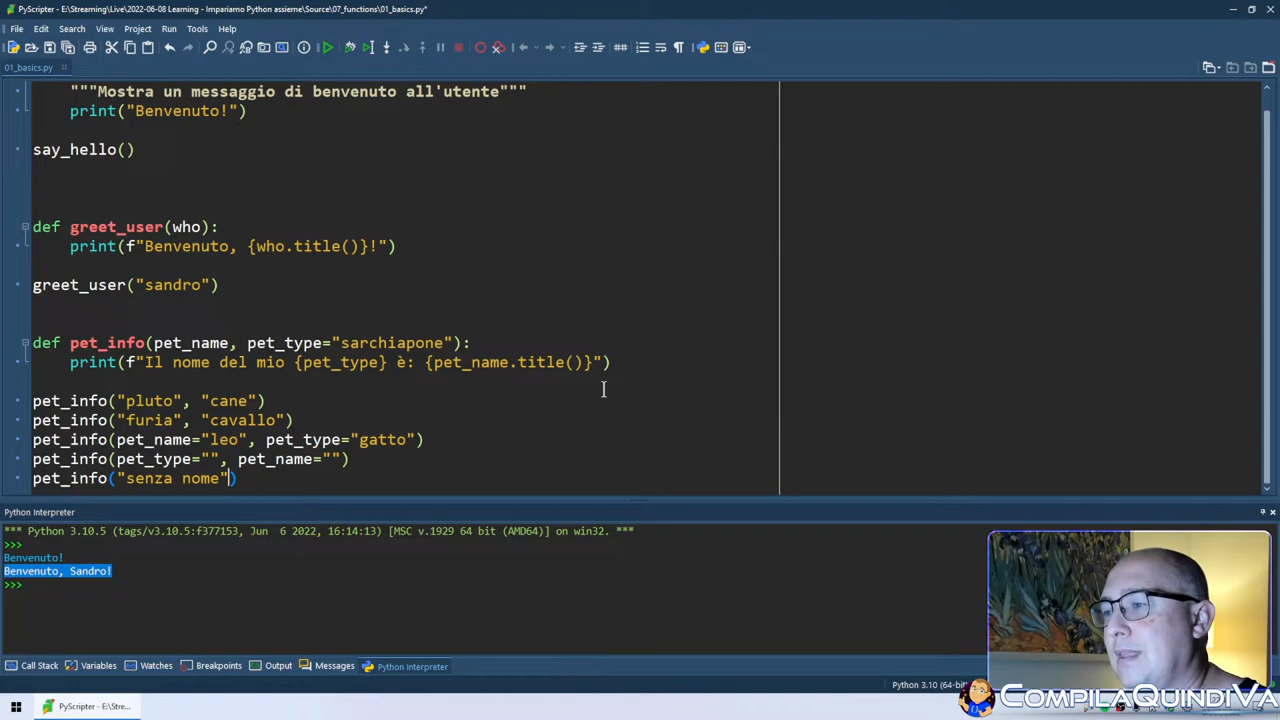 PyScripter - E:\Streaming\Live\2022-06-08 Learning - Impariamo Python assieme\Source\07_functions\01_basics.py*
File Edit Search View Project Run Tools Help
01_basics.py
"""Mostra un messaggio di benvenuto all'utente"""
print("Benvenuto!")
say_hello()
def greet_user(who):
print(f"Benvenuto, {who.title()}!")
greet_user("sandro")
def pet_info(pet_name, pet_type="sarchiapone"):
print(f"Il nome del mio {pet_type} è: {pet_name.title()}")
pet_info("pluto", "cane")
pet_info("furia", "cavallo")
pet_info(pet_name="leo", pet_type="gatto")
pet_info(pet_type="", pet_name="")
pet_info("senza nome")
Python Interpreter
*** Python 3.10.5 (tags/v3.10.5:f377153, Jun 6 2022, 16:14:13) [MSC v.1929 64 bit (AMD64)] on win32. ***
>>>
Benvenuto!
Benvenuto, Sandro!
>>>
Call Stack Variables Watches Breakpoints Output Messages Python Interpreter
Python 3.10 (64-bit)
PyScripter - E:\Stre...
CompilaQuindiVa